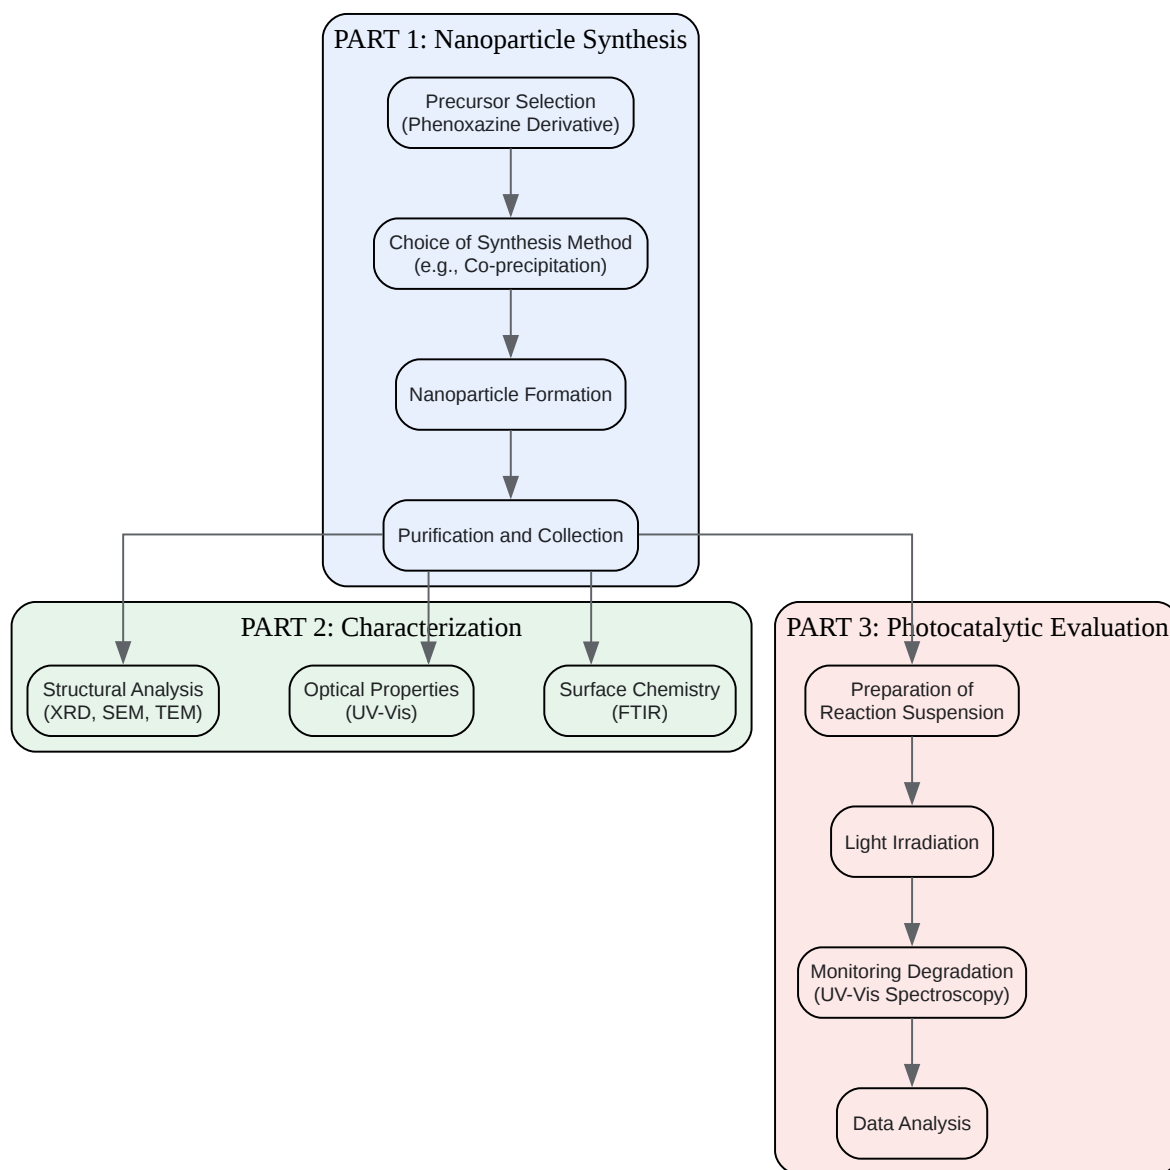 PART 1: Nanoparticle Synthesis
Precursor Selection
(Phenoxazine Derivative)
Choice of Synthesis Method
(e.g., Co-precipitation)
Nanoparticle Formation
Purification and Collection
PART 2: Characterization
Structural Analysis
(XRD, SEM, TEM)
Optical Properties
(UV-Vis)
Surface Chemistry
(FTIR)
PART 3: Photocatalytic Evaluation
Preparation of
Reaction Suspension
Light Irradiation
Monitoring Degradation
(UV-Vis Spectroscopy)
Data Analysis